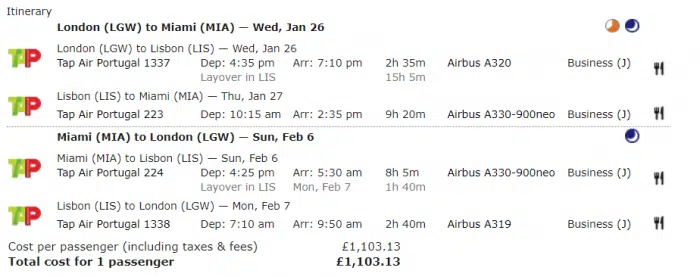 Itinerary
London (LGW) to Miami (MIA) — Wed, Jan 26
London (LGW) to Lisbon (LIS) — Wed, Jan 26
TAP Tap Air Portugal 1337 Dep: 4:35 pm Arr: 7:10 pm 2h 35m Airbus A320 Business (J)
Layover in LIS 15h 5m
Lisbon (LIS) to Miami (MIA) — Thu, Jan 27
TAP Tap Air Portugal 223 Dep: 10:15 am Arr: 2:35 pm 9h 20m Airbus A330-900neo Business (J)
Miami (MIA) to London (LGW) — Sun, Feb 6
Miami (MIA) to Lisbon (LIS) — Sun, Feb 6
TAP Tap Air Portugal 224 Dep: 4:25 pm Arr: 5:30 am 8h 5m Airbus A330-900neo Business (J)
Layover in LIS Mon, Feb 7 1h 40m
Lisbon (LIS) to London (LGW) — Mon, Feb 7
TAP Tap Air Portugal 1338 Dep: 7:10 am Arr: 9:50 am 2h 40m Airbus A319 Business (J)
Cost per passenger (including taxes & fees) £1,103.13
Total cost for 1 passenger £1,103.13